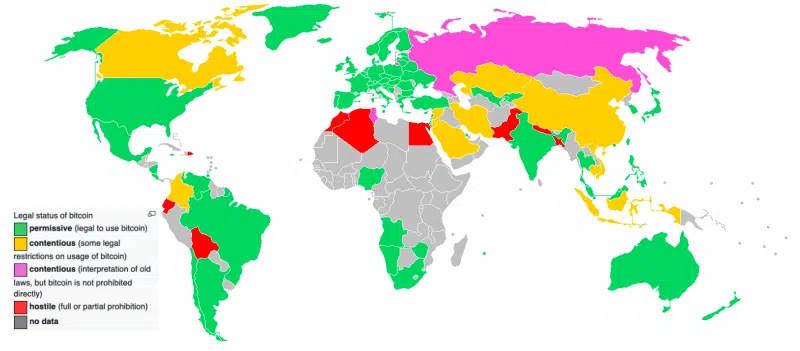 Legal status of bitcoin
permissive (legal to use bitcoin)
contentious (some legal
restrictions on usage of bitcoin)
contentious (interpretation of old
laws, but bitcoin is not prohibited
directly)
hostile (full or partial prohibition)
no data